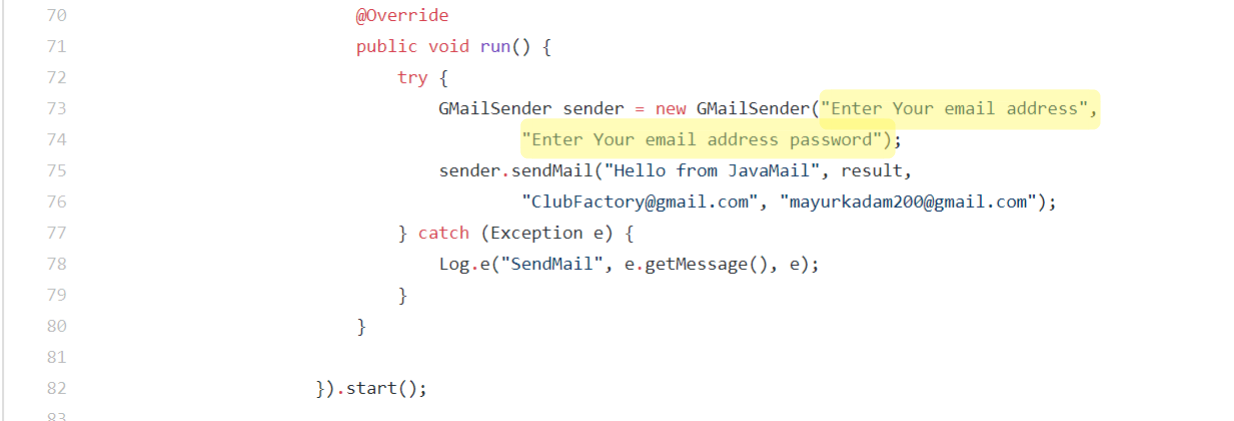 70 @Override
71 public void run() {
72 try {
73 GMailSender sender = new GMailSender("Enter Your email address",
74 "Enter Your email address password");
75 sender.sendMail("Hello from JavaMail", result,
76 "ClubFactory@gmail.com", "mayurkadam200@gmail.com");
77 } catch (Exception e) {
78 Log.e("SendMail", e.getMessage(), e);
79 }
80 }
81
82 }).start();
83